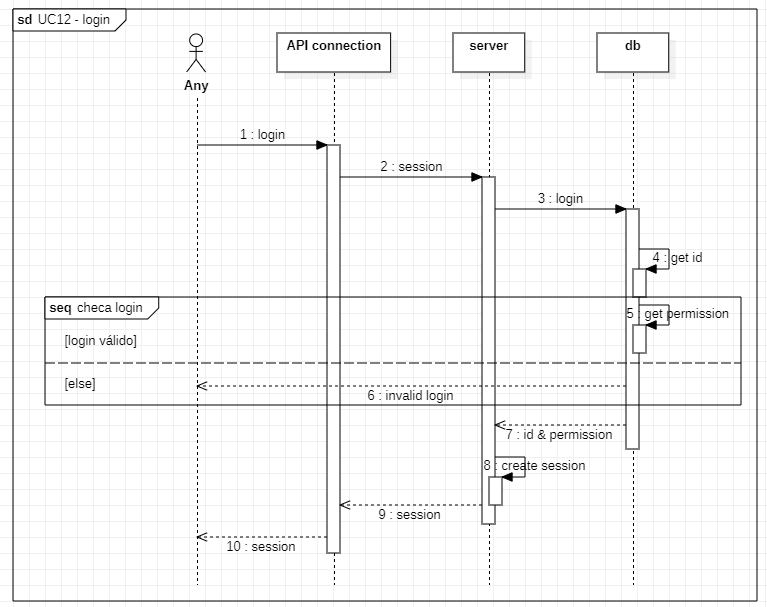 sd UC12 - login
API connection
server
db
Any
1 : login
2 : session
3 : login
4 : get id
seq checa login
5 : get permission
[login válido]
[else]
6 : invalid login
7 : id & permission
8 : create session
9 : session
10 : session